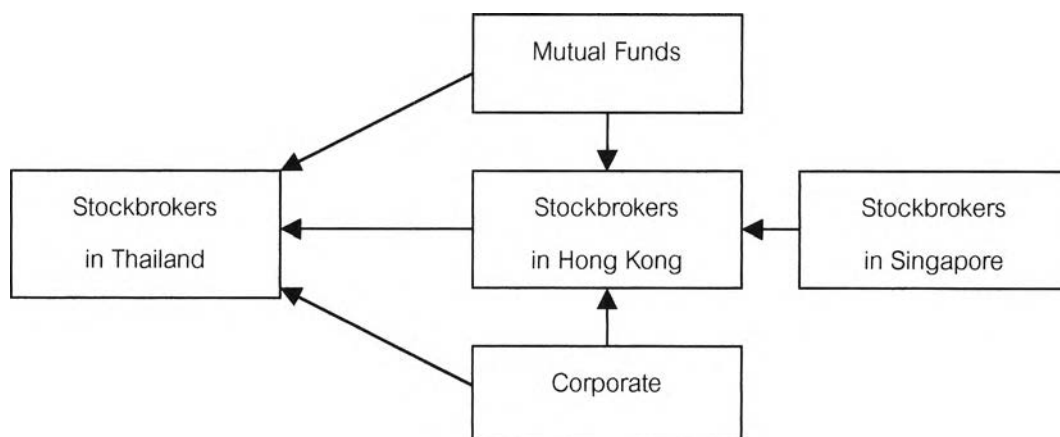 Mutual Funds
Stockbrokers
in Thailand
Stockbrokers
in Hong Kong
Stockbrokers
in Singapore
Corporate